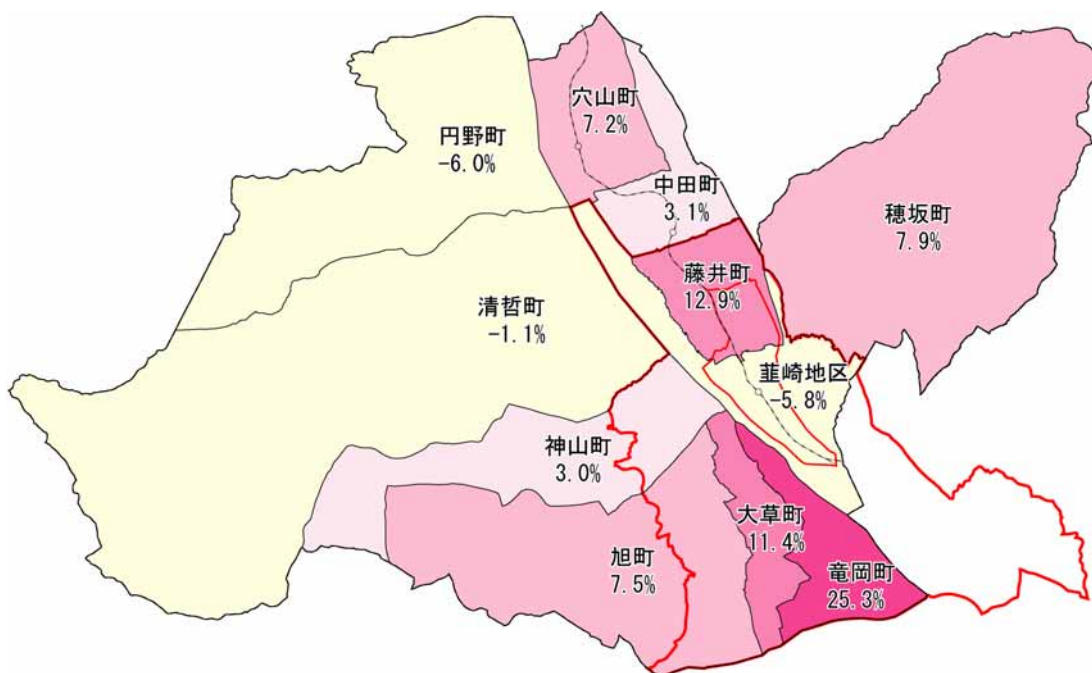 穴山町
7.2%
円野町
-6.0%
中田町
3.1%
穂坂町
7.9%
藤井町
12.9%
清哲町
-1.1%
韮崎地区
-5.8%
神山町
3.0%
大草町
11.4%
旭町
7.5%
竜岡町
25.3%